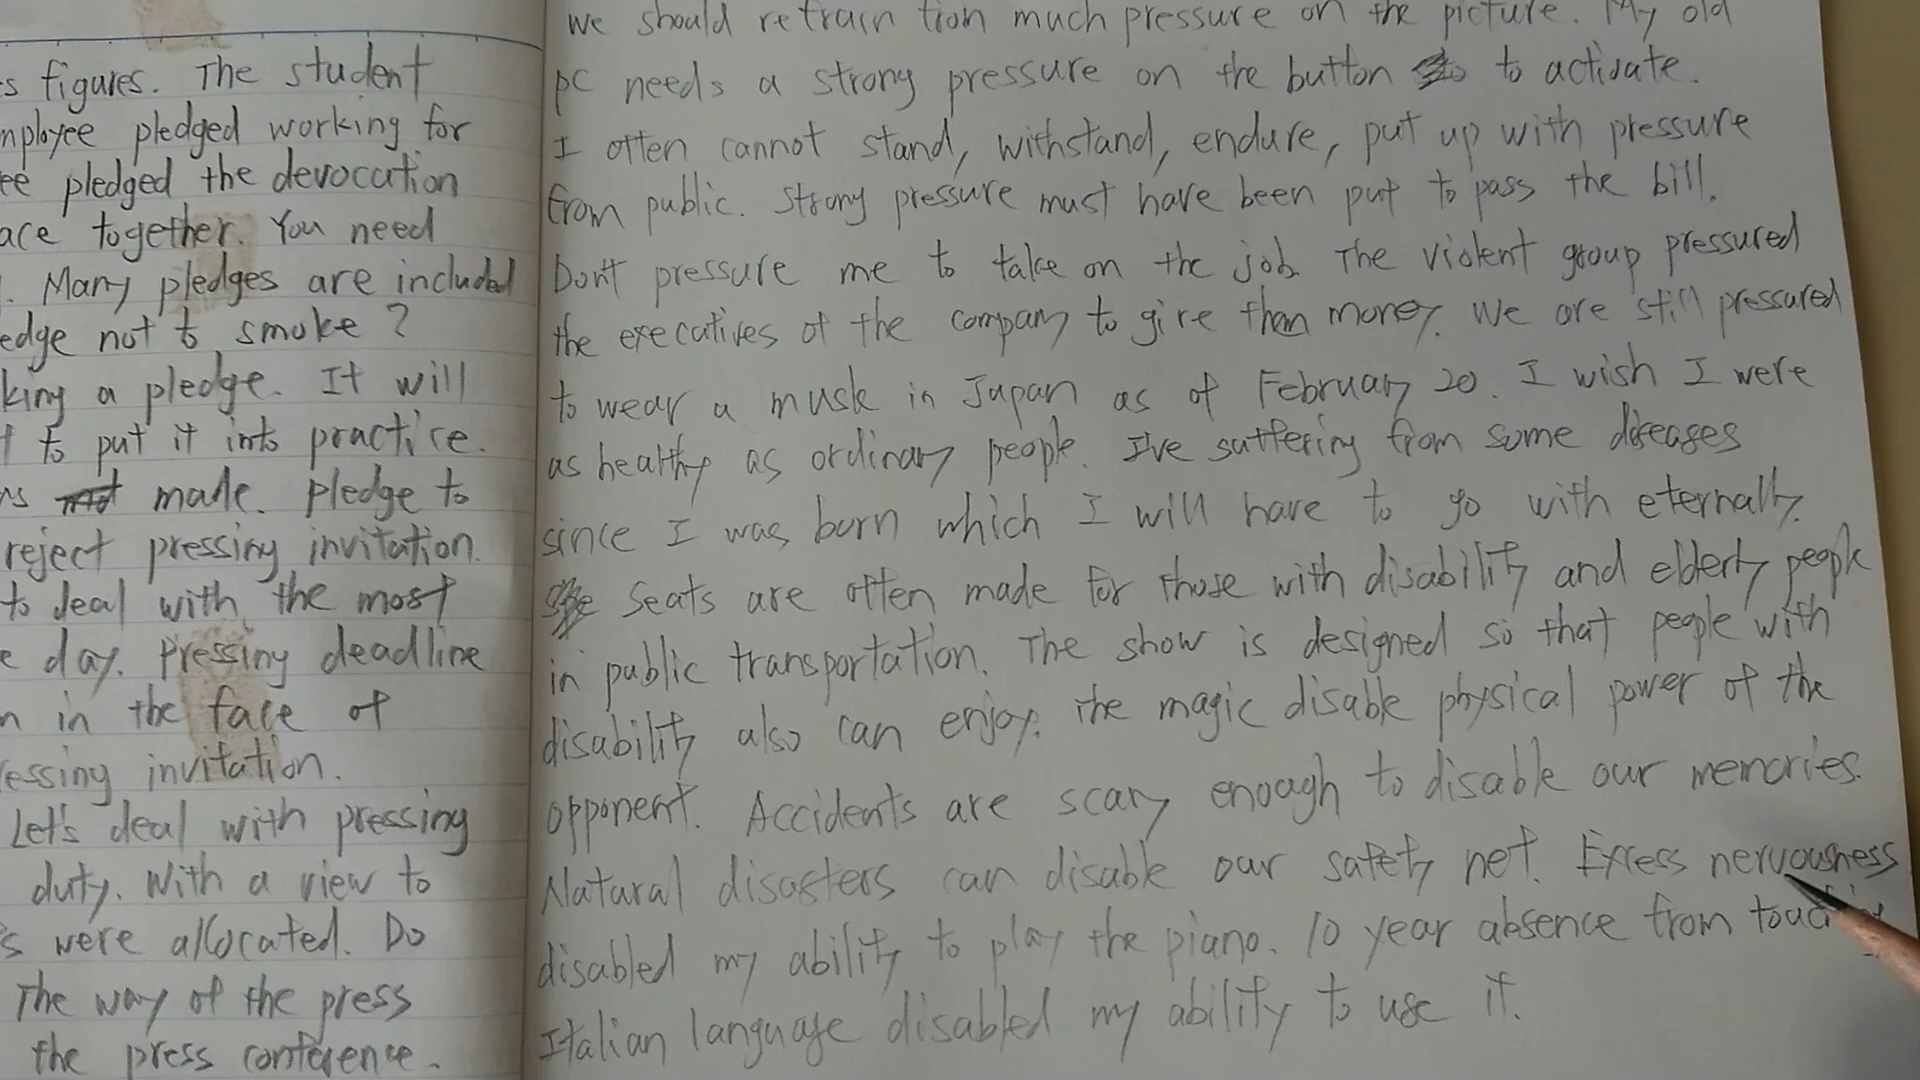 s figures. The student
mployee pledged working for
ee pledged the devocation
ace together. You need
. Many pledges are included
edge not to smoke ?
king a pledge. It will
t to put it into practice.
ns made. pledge to
reject pressing invitation.
to deal with the most
e day. Pressing deadline
n in the face of
essing invitation.
Let's deal with pressing
duty. With a view to
s were allocated. Do
The way of the press
the press conference.
we should refrain from much pressure on the picture. My old
pc needs a strong pressure on the button to activate.
I often cannot stand, withstand, endure, put up with pressure
from public. Strong pressure must have been put to pass the bill.
Don't pressure me to take on the job. The violent group pressured
the executives of the company to give them money. We are still pressured
to wear a musk in Japan as of February 20. I wish I were
as healthy as ordinary people. I've suffering from some diseases
since I was born which I will have to go with eternally.
Seats are often made for those with disability and elderly people
in public transportation. The show is designed so that people with
disability also can enjoy. The magic disable physical power of the
opponent. Accidents are scary enough to disable our memories.
Natural disasters can disable our safety net. Excess nervousness
disabled my ability to play the piano. 10 year absence from
Italian language disabled my ability to use it.